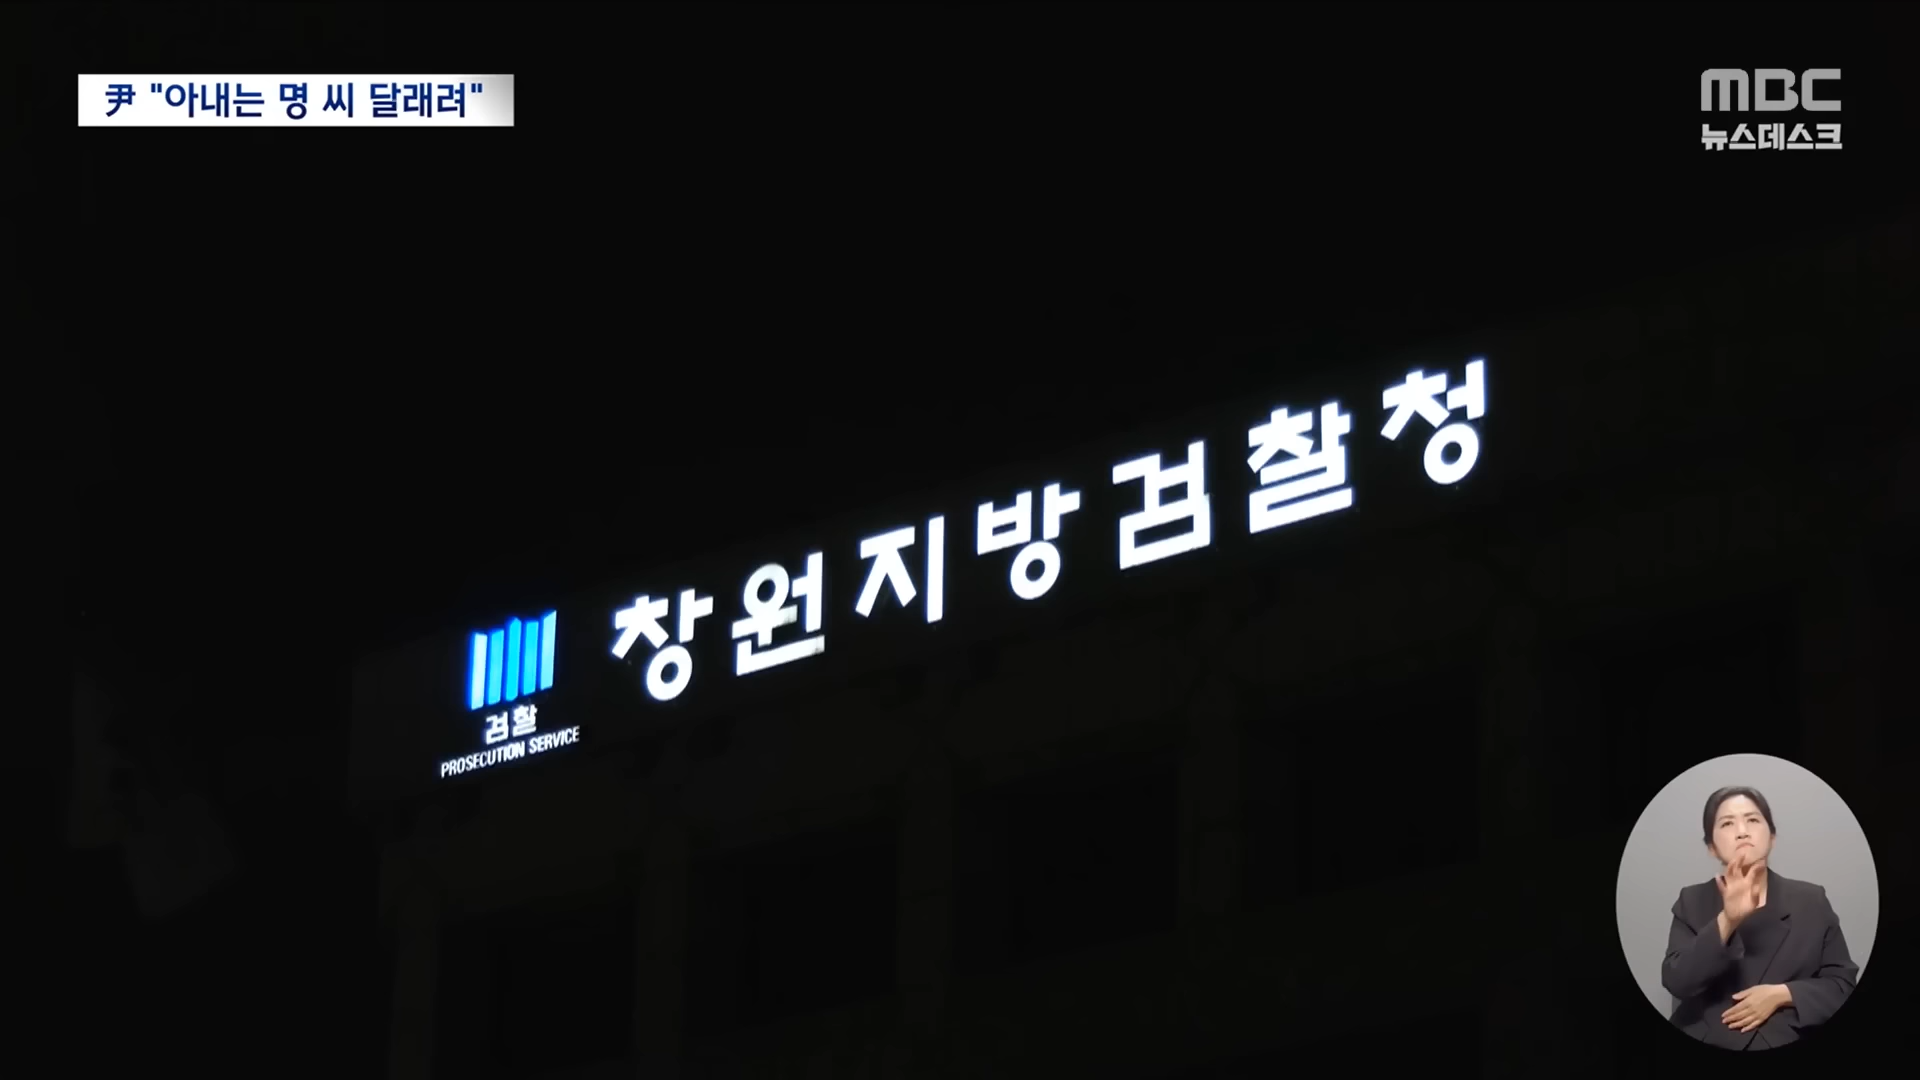 尹 "아내는 명 씨 달래려"
MBC
뉴스데스크
창원지방검찰청
검찰
PROSECUTION SERVICE